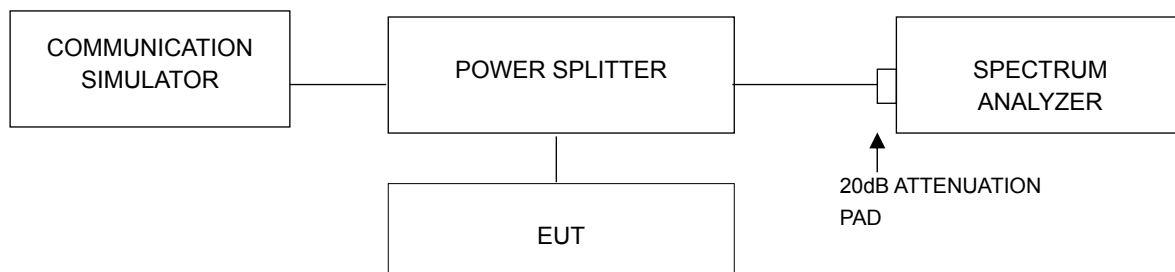 COMMUNICATION
SIMULATOR
POWER SPLITTER
SPECTRUM
ANALYZER
20dB ATTENUATION
PAD
EUT